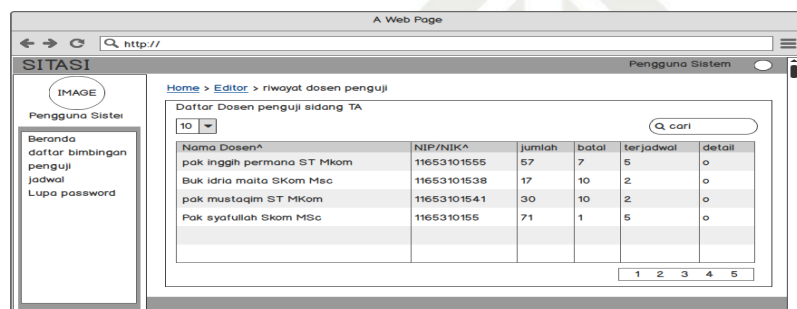 A Web Page
http://
SITASI Pengguna Sistem
IMAGE
Pengguna Sister
Beranda
daftar bimbingan
penguji
jadwal
Lupa password
Home > Editor > riwayat dosen penguji
Daftar Dosen penguji sidang TA
10 cari
Nama Dosen^ NIP/NIK^ jumlah batal terjadwal detail
pak inggih permana ST Mkom 11653101555 57 7 5 o
Buk idria maita SKom Msc 11653101538 17 10 2 o
pak mustaqim ST MKom 11653101541 30 10 2 o
Pak syafullah Skom MSc 1165310155 71 1 5 o
1 2 3 4 5